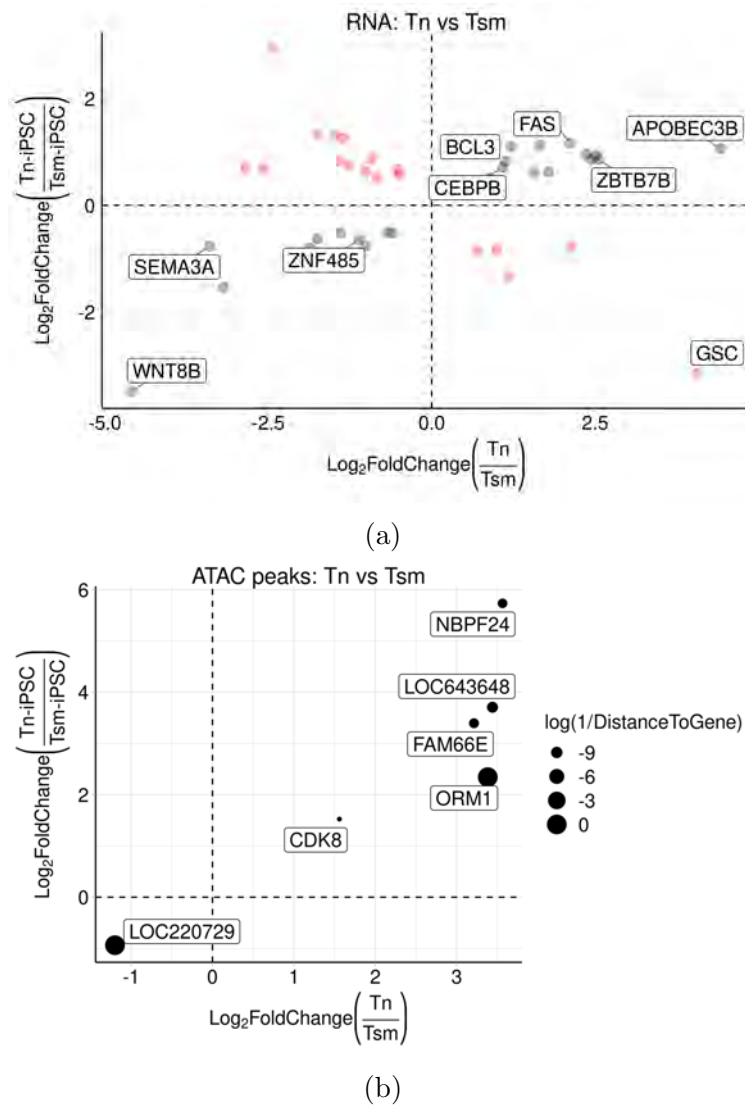 RNA: Tn vs Tsm
Log₂FoldChange(Tn-iPSC/Tsm-iPSC)
2
0
-2
FAS
APOBEC3B
BCL3
CEBPB
ZBTB7B
SEMA3A
ZNF485
GSC
WNT8B
-5.0 -2.5 0.0 2.5
Log₂FoldChange(Tn/Tsm)
(a)
ATAC peaks: Tn vs Tsm
Log₂FoldChange(Tn-iPSC/Tsm-iPSC)
6
4
2
0
NBPF24
LOC643648
FAM66E
ORM1
CDK8
LOC220729
log(1/DistanceToGene)
-9
-6
-3
0
-1 0 1 2 3
Log₂FoldChange(Tn/Tsm)
(b)